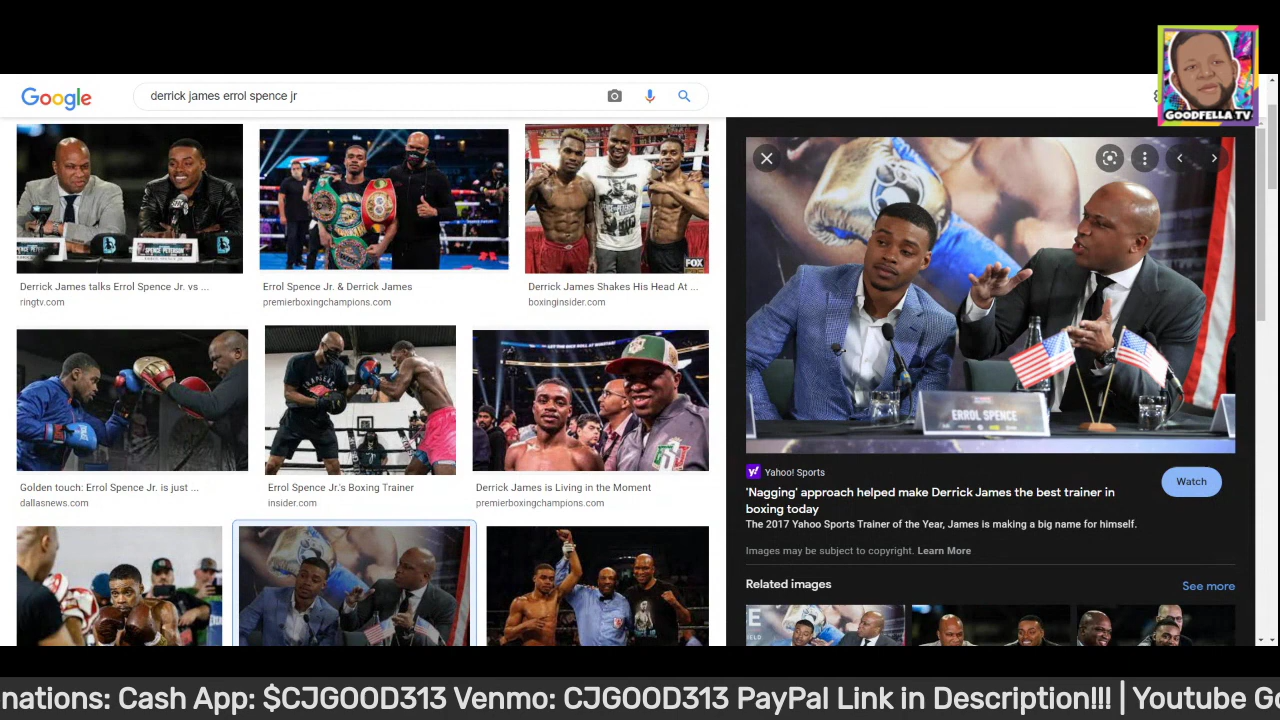 GOODFELLA TV
Google
derrick james errol spence jr
Derrick James talks Errol Spence Jr. vs ...
ringtv.com
Errol Spence Jr. & Derrick James
premierboxingchampions.com
FOX
Derrick James Shakes His Head At ...
boxinginsider.com
Golden touch: Errol Spence Jr. is just ...
dallasnews.com
Errol Spence Jr.'s Boxing Trainer
insider.com
Derrick James is Living in the Moment
premierboxingchampions.com
ERROL SPENCE
Yahoo! Sports
'Nagging' approach helped make Derrick James the best trainer in
boxing today
Watch
The 2017 Yahoo Sports Trainer of the Year, James is making a big name for himself.
Images may be subject to copyright. Learn More
Related images
See more
nations: Cash App: $CJGOOD313 Venmo: CJGOOD313 PayPal Link in Description!!! | Youtube Go